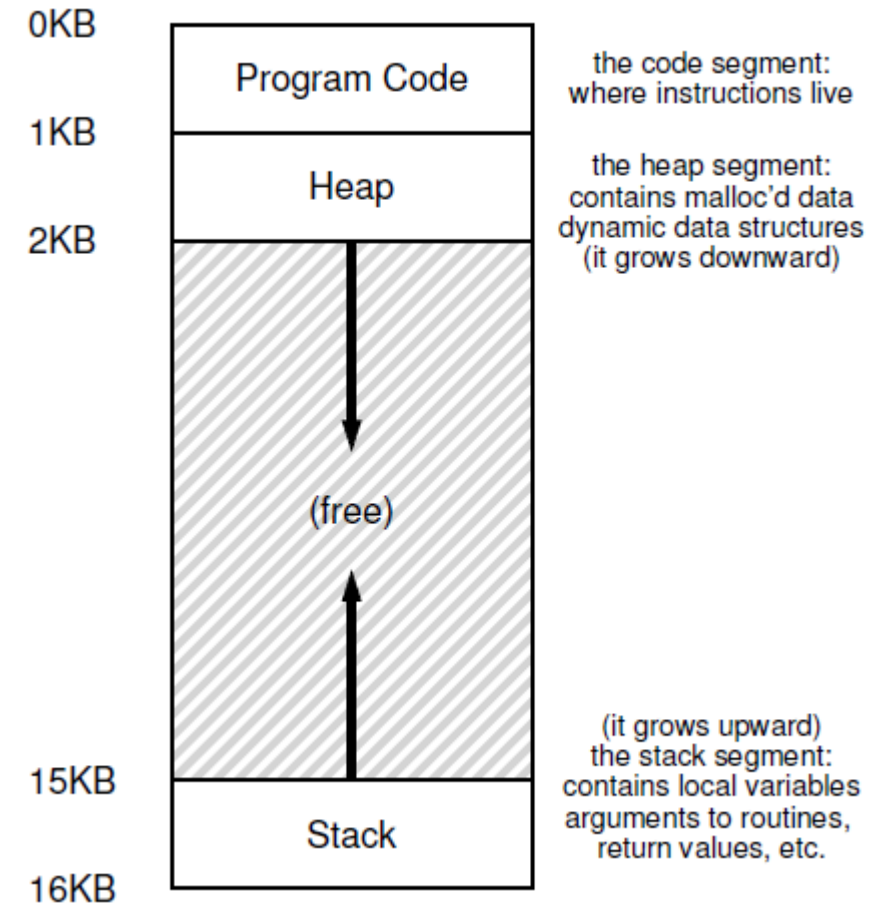 0KB
Program Code
the code segment:
where instructions live
1KB
the heap segment:
Heap
contains malloc'd data
dynamic data structures
2KB
(it grows downward)
(free)
(it grows upward)
the stack segment:
15KB
contains local variables
arguments to routines,
Stack
return values, etc.
16KB